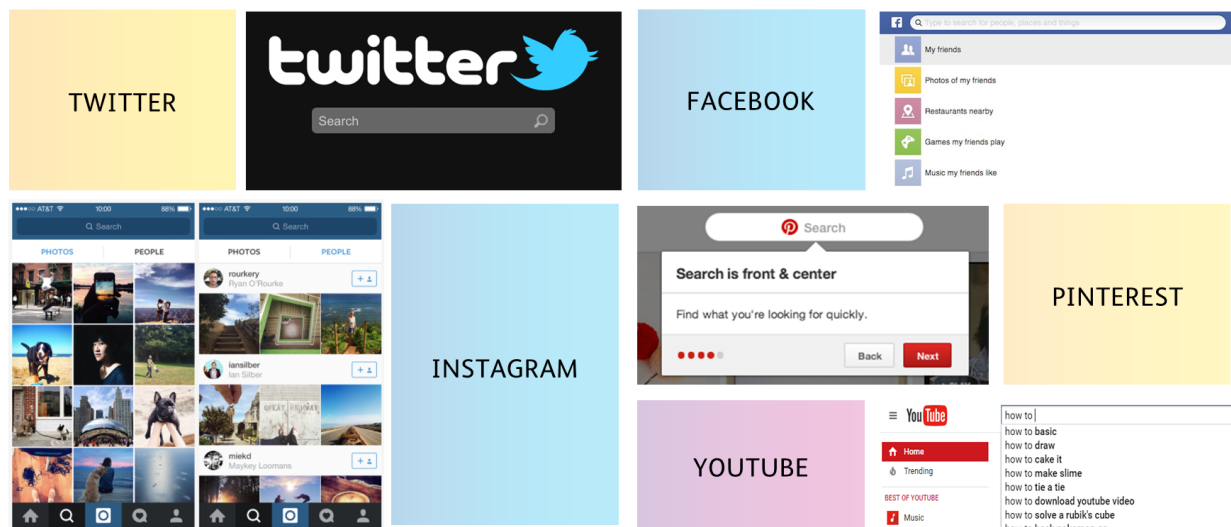 TWITTER
twitter
Search
FACEBOOK
Type to search for people, places and things
My friends
Photos of my friends
Restaurants nearby
Games my friends play
Music my friends like
AT&T 10:00 88%
Search
PHOTOS PEOPLE
AT&T 10:00 88%
Search
PHOTOS PEOPLE
rourkery
Ryan O'Rourke
iansilber
Ian Silber
miekd
Maykey Loomans
INSTAGRAM
Search
Search is front & center
Find what you're looking for quickly.
Back Next
PINTEREST
YOUTUBE
YouTube
Home
Trending
BEST OF YOUTUBE
Music
how to
how to basic
how to draw
how to cake it
how to make slime
how to tie a tie
how to download youtube video
how to solve a rubik's cube